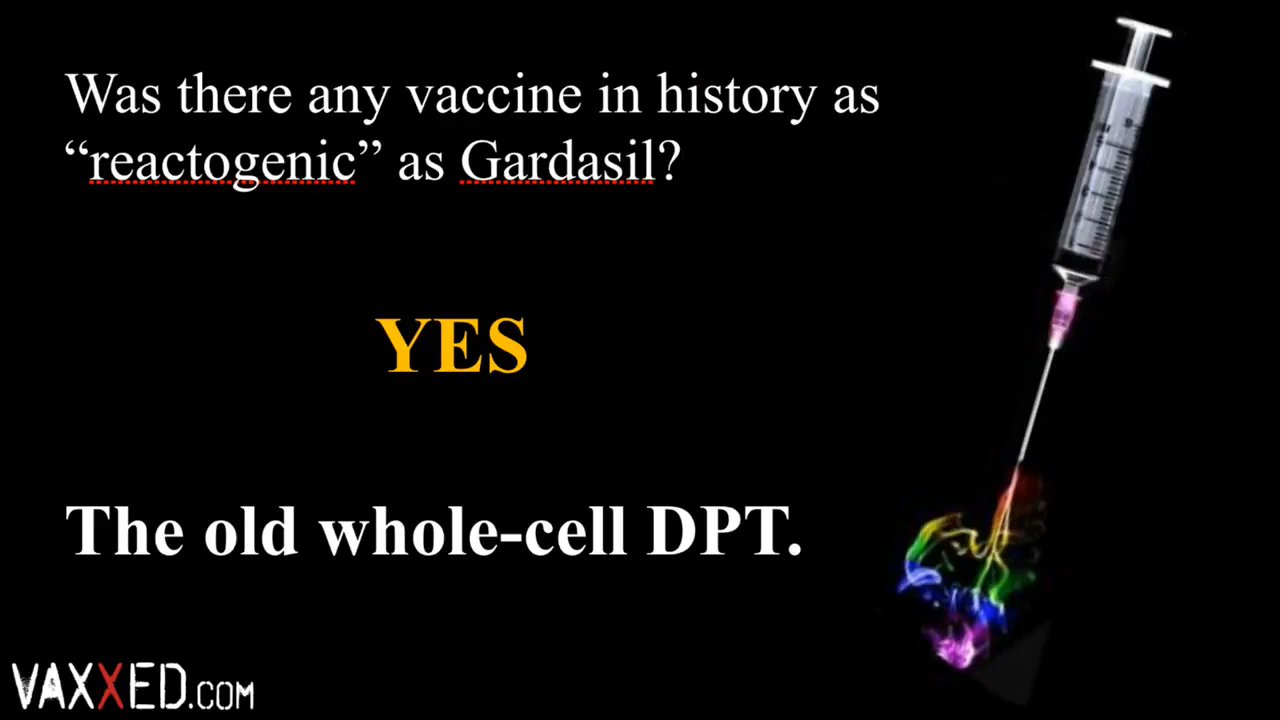 Was there any vaccine in history as
“reactogenic” as Gardasil?
YES
The old whole-cell DPT.
VAXXED.COM